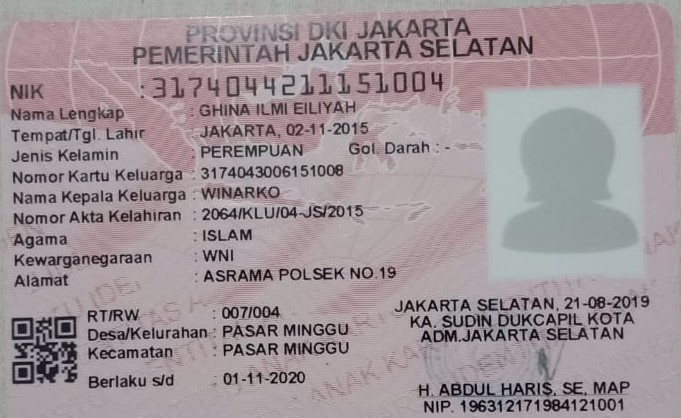 PROVINSI DKI JAKARTA
PEMERINTAH JAKARTA SELATAN
NIK : 3174044211151004
Nama Lengkap : GHINA ILMI EILIYAH
Tempat/Tgl. Lahir : JAKARTA, 02-11-2015
Jenis Kelamin : PEREMPUAN Gol. Darah : -
Nomor Kartu Keluarga : 3174043006151008
Nama Kepala Keluarga : WINARKO
Nomor Akta Kelahiran : 2064/KLU/04-JS/2015
Agama : ISLAM
Kewarganegaraan : WNI
Alamat : ASRAMA POLSEK NO.19
RT/RW : 007/004
Desa/Kelurahan : PASAR MINGGU
Kecamatan : PASAR MINGGU
Berlaku s/d : 01-11-2020
JAKARTA SELATAN, 21-08-2019
KA. SUDIN DUKCAPIL KOTA
ADM.JAKARTA SELATAN
H. ABDUL HARIS, SE, MAP
NIP. 196312171984121001